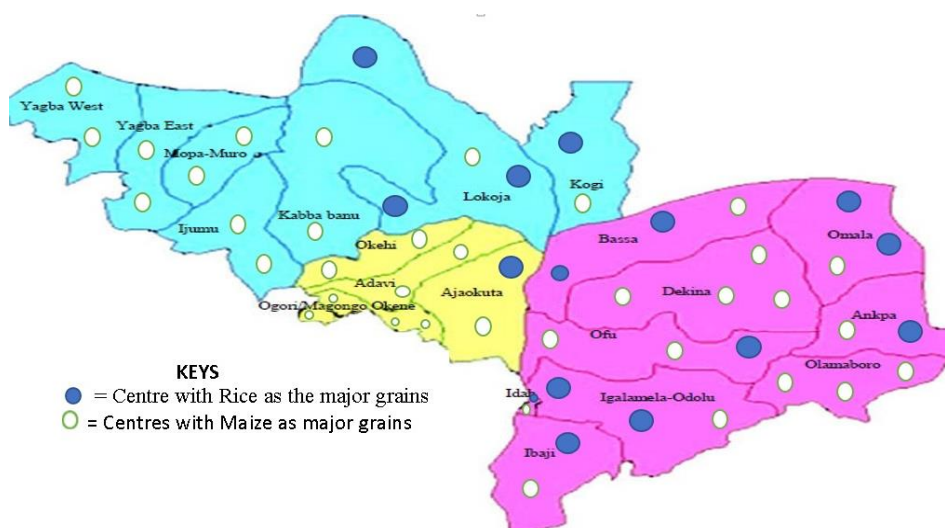 Yagba West
Yagba East
Mopa-Muro
Ijumu
Kabba banu
Lokoja
Kogi
Okehi
Adavi
Ajaokuta
Ogori/Magongo Okene
Bassa
Omala
Dekina
Ankpa
Ofu
Olamaboro
Idah
Igalamela-Odolu
Ibaji
KEYS
= Centre with Rice as the major grains
= Centres with Maize as major grains